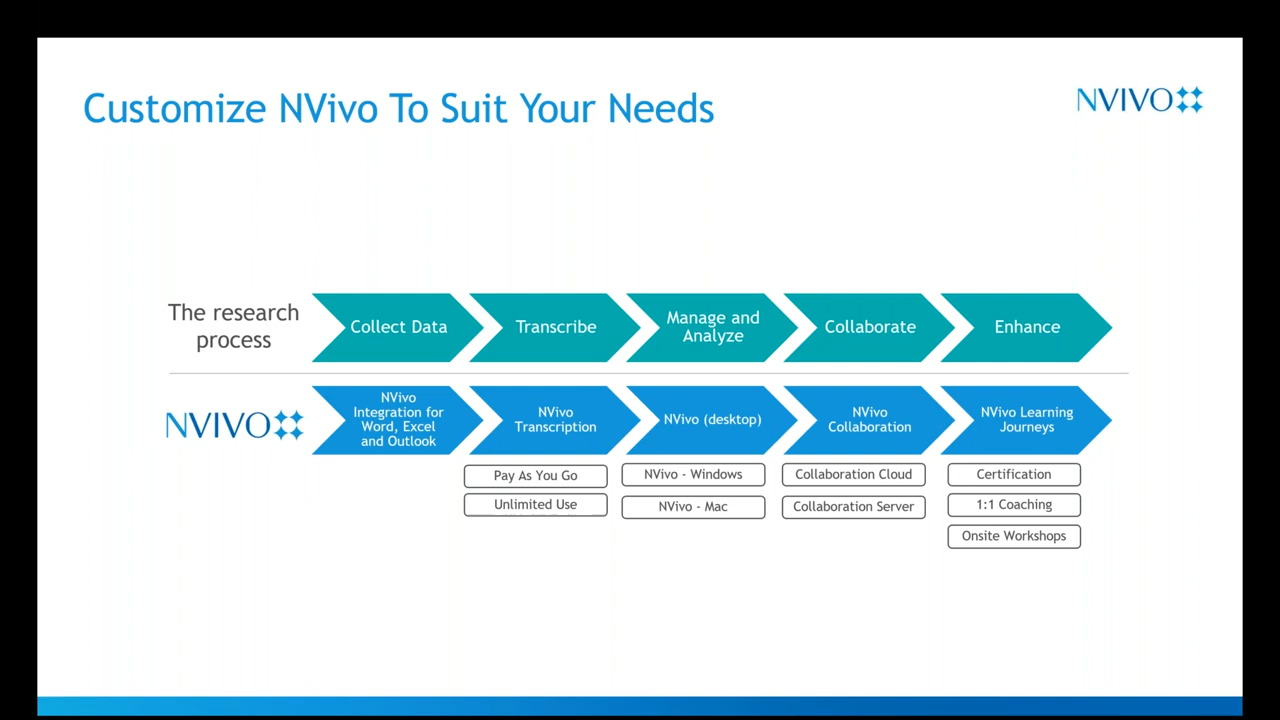 Customize NVivo To Suit Your Needs
NVIVO
The research
process
Collect Data
Transcribe
Manage and
Analyze
Collaborate
Enhance
NVIVO
NVivo
Integration for
Word, Excel
and Outlook
NVivo
Transcription
NVivo (desktop)
NVivo
Collaboration
NVivo Learning
Journeys
Pay As You Go
Unlimited Use
NVivo - Windows
NVivo - Mac
Collaboration Cloud
Collaboration Server
Certification
1:1 Coaching
Onsite Workshops